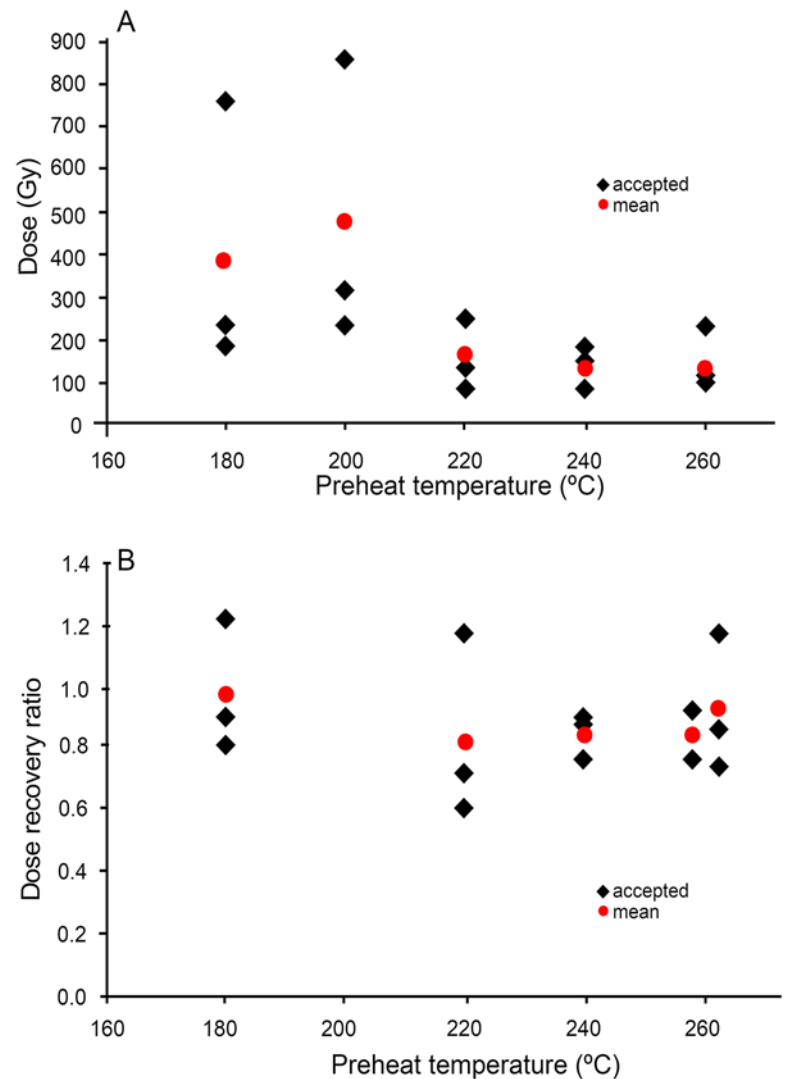 A
900
800
700
600
500
400
300
200
100
0
Dose (Gy)
accepted
mean
160 180 200 220 240 260
Preheat temperature (ºC)
B
1.4
1.2
1.0
0.8
0.6
0.4
0.2
0.0
Dose recovery ratio
accepted
mean
160 180 200 220 240 260
Preheat temperature (ºC)